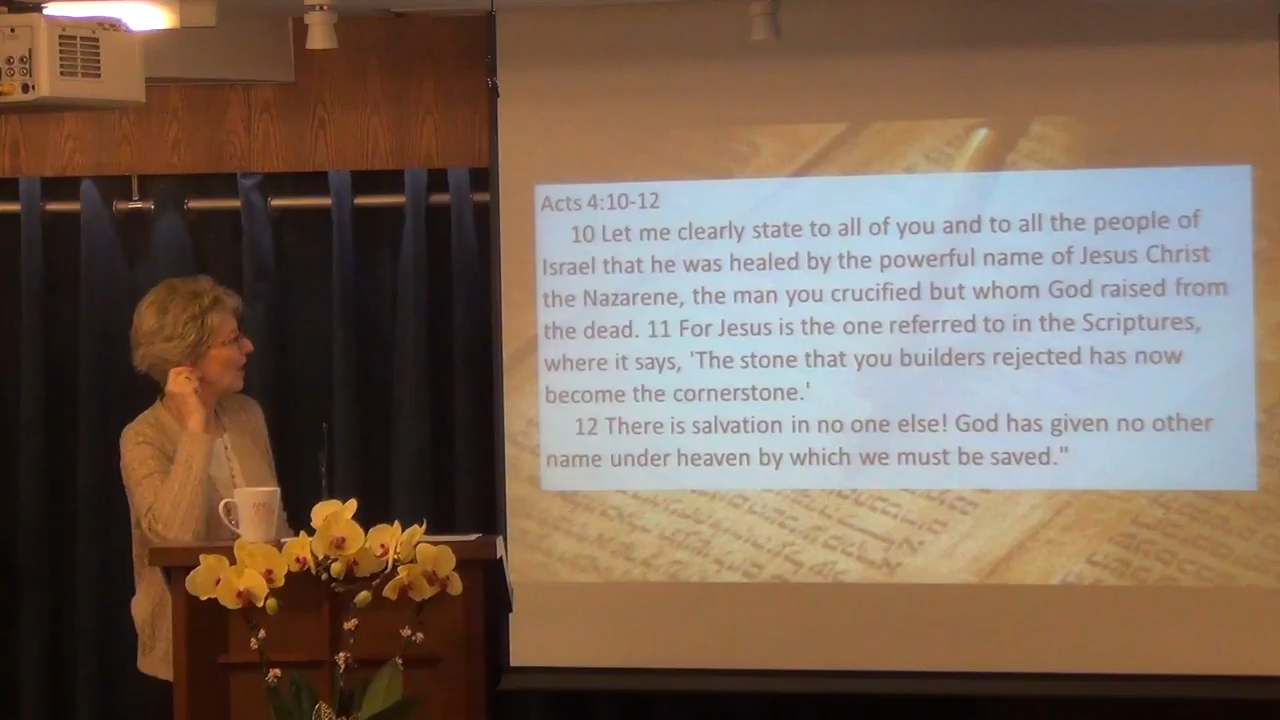 Acts 4:10-12
10 Let me clearly state to all of you and to all the people of
Israel that he was healed by the powerful name of Jesus Christ
the Nazarene, the man you crucified but whom God raised from
the dead. 11 For Jesus is the one referred to in the Scriptures,
where it says, 'The stone that you builders rejected has now
become the cornerstone.'
12 There is salvation in no one else! God has given no other
name under heaven by which we must be saved."